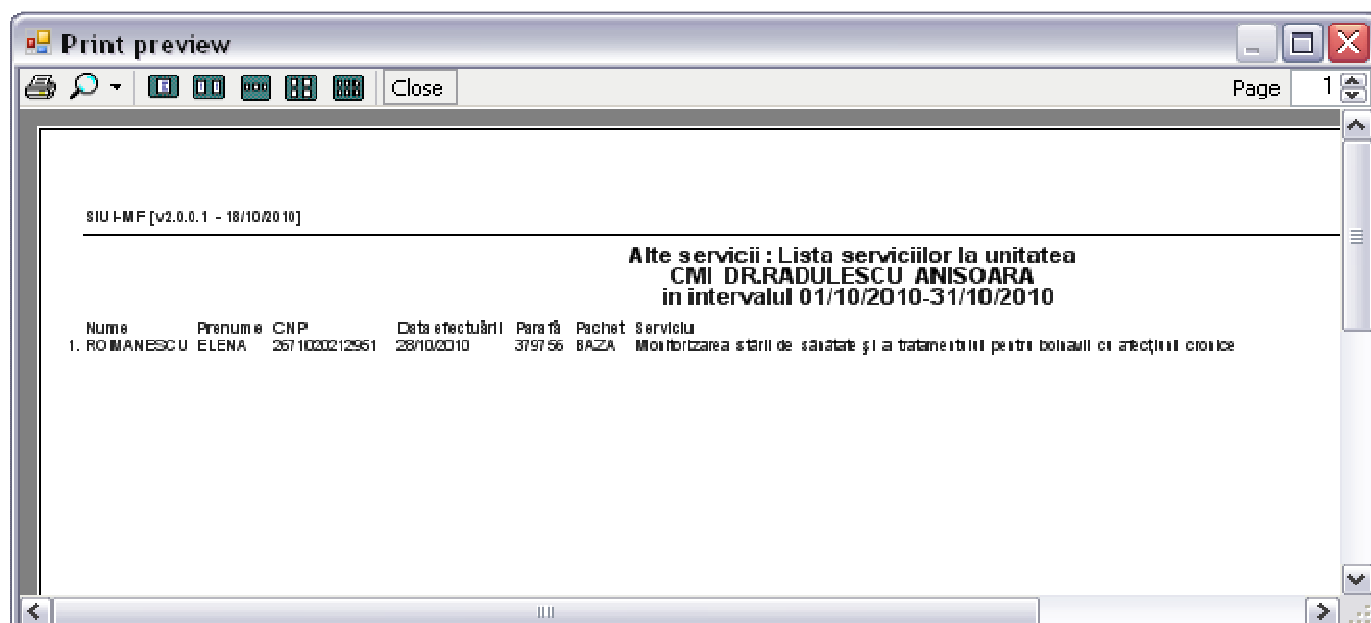 Print preview
Close Page 1
SIUI-MF [v2.0.0.1 - 18/10/2010]
Alte servicii : Lista serviciilor la unitatea
CMI DR.RADULESCU ANISOARA
in intervalul 01/10/2010-31/10/2010
Nume Prenume CNP Data efectuării Parafă Pachet Serviciu
1. ROMANESCU ELENA 2671020212951 28/10/2010 379756 BAZA Monitorizarea stării de sănătate şi a tratamentului pentru bolnavii cu afecţiuni cronice